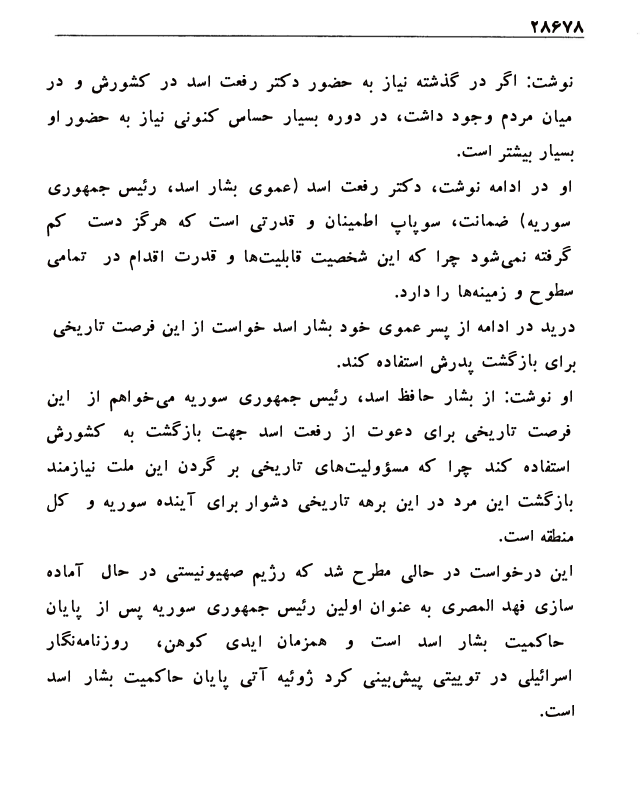 ۲۸۶۷۸
نوشت: اگر در گذشته نیاز به حضور دکتر رفعت اسد در کشورش و در
میان مردم وجود داشت، در دوره بسیار حساس کنونی نیاز به حضور او
بسیار بیشتر است.
او در ادامه نوشت، دکتر رفعت اسد (عموی بشار اسد، رئیس جمهوری
سوریه) ضمانت، سوپاپ اطمینان و قدرتی است که هرگز دست کم
گرفته نمی‌شود چرا که این شخصیت قابلیت‌ها و قدرت اقدام در تمامی
سطوح و زمینه‌ها را دارد.
درید در ادامه از پسر عموی خود بشار اسد خواست از این فرصت تاریخی
برای بازگشت پدرش استفاده کند.
او نوشت: از بشار حافظ اسد، رئیس جمهوری سوریه می‌خواهم از این
فرصت تاریخی برای دعوت از رفعت اسد جهت بازگشت به کشورش
استفاده کند چرا که مسؤولیت‌های تاریخی بر گردن این ملت نیازمند
بازگشت این مرد در این برهه تاریخی دشوار برای آینده سوریه و کل
منطقه است.
این درخواست در حالی مطرح شد که رژیم صهیونیستی در حال آماده
سازی فهد المصری به عنوان اولین رئیس جمهوری سوریه پس از پایان
حاکمیت بشار اسد است و همزمان ایدی کوهن، روزنامه‌نگار
اسرائیلی در توییتی پیش‌بینی کرد ژوئیه آتی پایان حاکمیت بشار اسد
است.